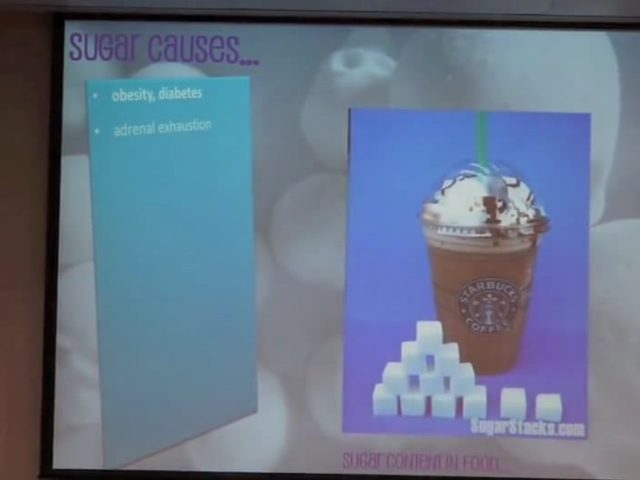 Sugar causes...
• obesity, diabetes
• adrenal exhaustion
STARBUCKS
COFFEE
SugarStacks.com
Sugar content in food...